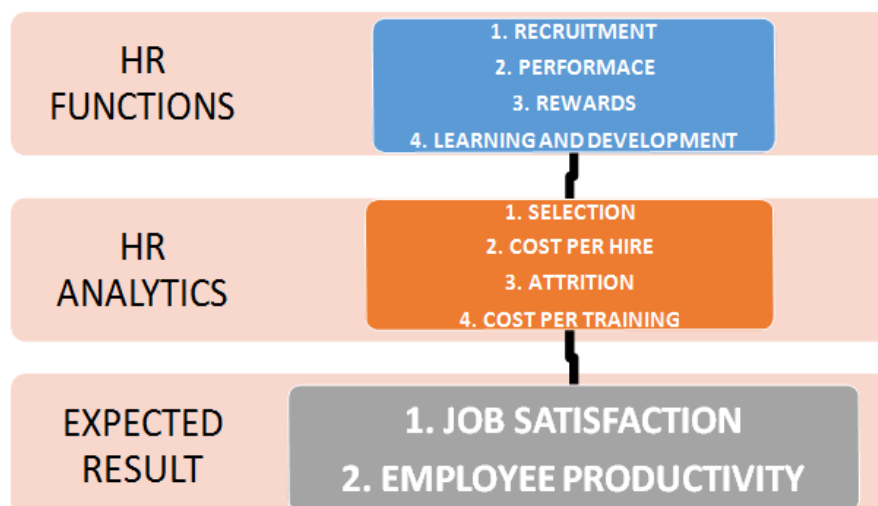 HR
FUNCTIONS
1. RECRUITMENT
2. PERFORMACE
3. REWARDS
4. LEARNING AND DEVELOPMENT
HR
ANALYTICS
1. SELECTION
2. COST PER HIRE
3. ATTRITION
4. COST PER TRAINING
EXPECTED
RESULT
1. JOB SATISFACTION
2. EMPLOYEE PRODUCTIVITY